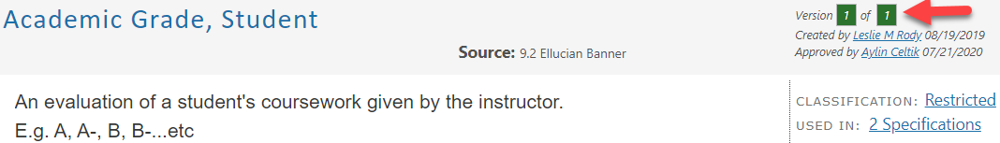 Academic Grade, Student
Version 1 of 1
Created by Leslie M Rody 08/19/2019
Source: 9.2 Ellucian Banner
Approved by Aylin Celtik 07/21/2020
An evaluation of a student's coursework given by the instructor.
E.g. A, A-, B, B-...etc
CLASSIFICATION: Restricted
USED IN: 2 Specifications